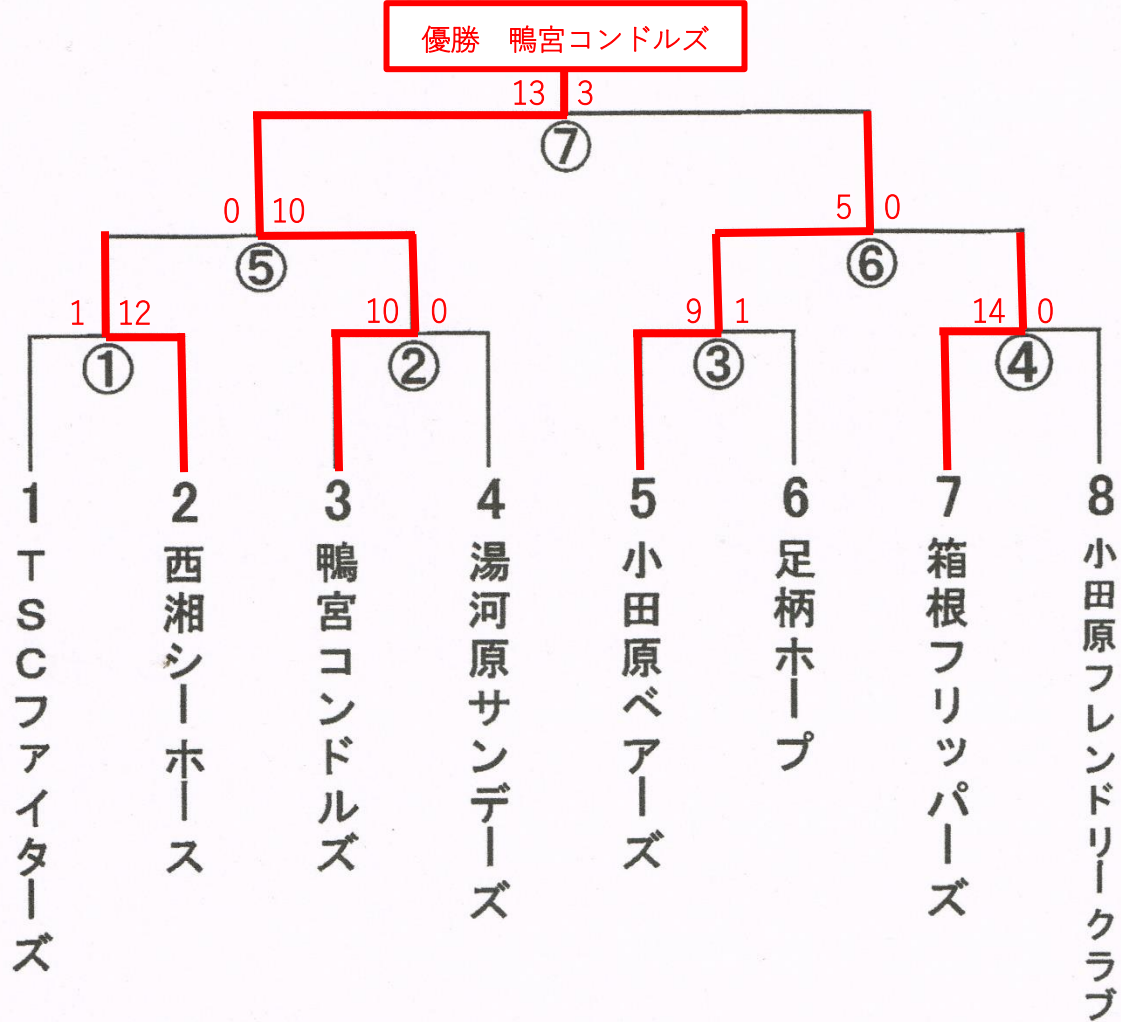 優勝 鴨宮コンドルズ
13 3
⑦
0 10
5 0
⑤
⑥
1 12
10 0
9 1
14 0
①
②
③
④
1 TSCファイターズ
2 西湘シーホース
3 鴨宮コンドルズ
4 湯河原サンデーズ
5 小田原ベアーズ
6 足柄ホープ
7 箱根フリッパーズ
8 小田原フレンドリークラブ